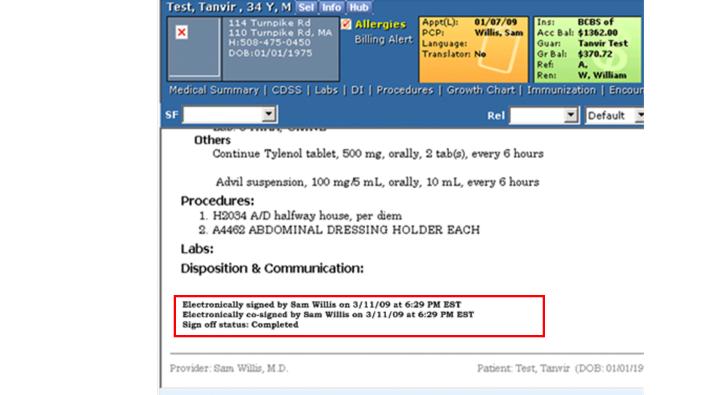 Test, Tanvir , 34 Y, M Sel Info Hub
114 Turnpike Rd
110 Turnpike Rd, MA
H:508-475-0450
DOB:01/01/1975
Allergies
Billing Alert
Appt(L): 01/07/09
PCP: Willis, Sam
Language:
Translator: No
Ins: BCBS of
Acc Bal: $1362.00
Guar: Tanvir Test
Gr Bal: $370.72
Ref: A,
Ren: W, William
Medical Summary | CDSS | Labs | DI | Procedures | Growth Chart | Immunization | Encoun
SF Rel Default
Others
Continue Tylenol tablet, 500 mg, orally, 2 tab(s), every 6 hours
Advil suspension, 100 mg/5 mL, orally, 10 mL, every 6 hours
Procedures:
1. H2034 A/D halfway house, per diem
2. A4462 ABDOMINAL DRESSING HOLDER EACH
Labs:
Disposition & Communication:
Electronically signed by Sam Willis on 3/11/09 at 6:29 PM EST
Electronically co-signed by Sam Willis on 3/11/09 at 6:29 PM EST
Sign off status: Completed
Provider: Sam Willis, M.D. Patient: Test, Tanvir (DOB: 01/01/19